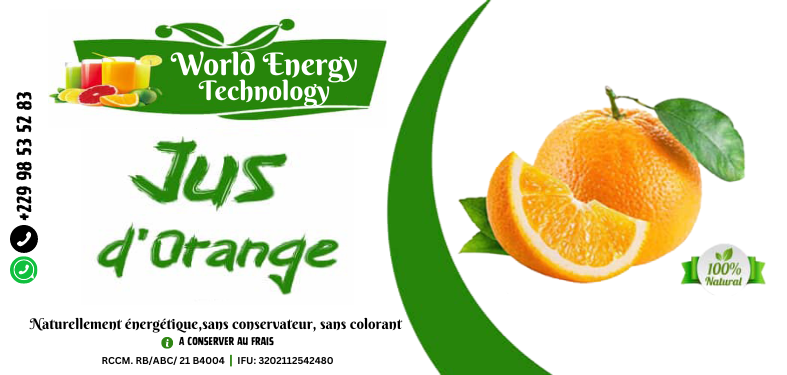 World Energy
Technology
+229 98 53 52 83
Jus
d'Orange
100%
Natural
Naturellement énergétique,sans conservateur, sans colorant
A CONSERVER AU FRAIS
RCCM. RB/ABC/ 21 B4004 | IFU: 3202112542480